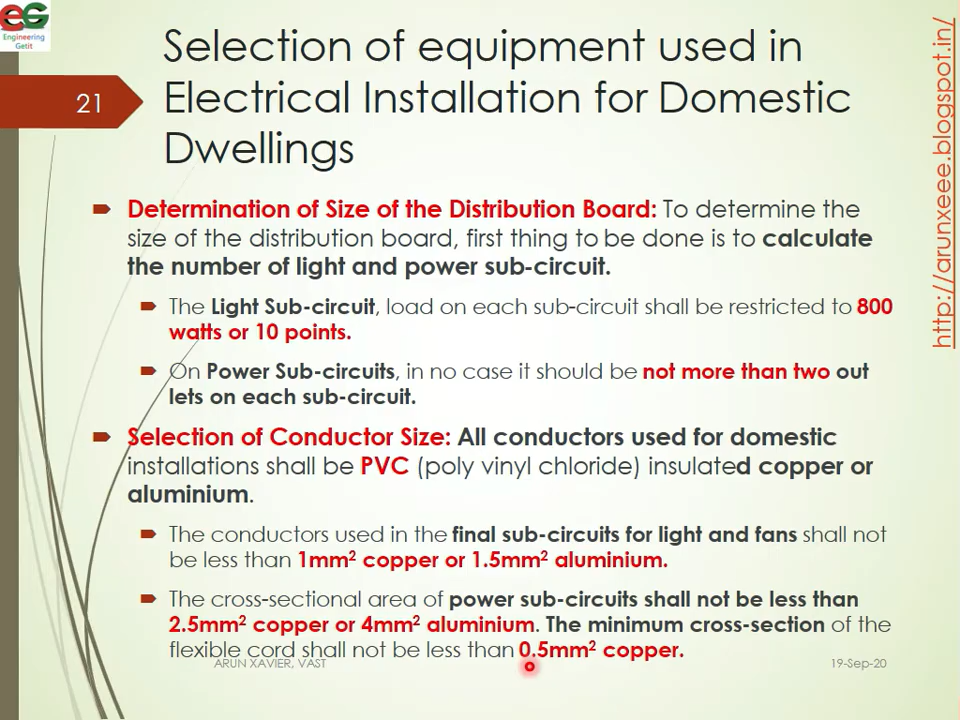 eG
Engineering
Getit
21
Selection of equipment used in
Electrical Installation for Domestic
Dwellings
http://arunxeee.blogspot.in/
Determination of Size of the Distribution Board: To determine the
size of the distribution board, first thing to be done is to calculate
the number of light and power sub-circuit.
The Light Sub-circuit, load on each sub-circuit shall be restricted to 800
watts or 10 points.
On Power Sub-circuits, in no case it should be not more than two out
lets on each sub-circuit.
Selection of Conductor Size: All conductors used for domestic
installations shall be PVC (poly vinyl chloride) insulated copper or
aluminium.
The conductors used in the final sub-circuits for light and fans shall not
be less than 1mm² copper or 1.5mm² aluminium.
The cross-sectional area of power sub-circuits shall not be less than
2.5mm² copper or 4mm² aluminium. The minimum cross-section of the
flexible cord shall not be less than 0.5mm² copper.
ARUN XAVIER, VAST
19-Sep-20